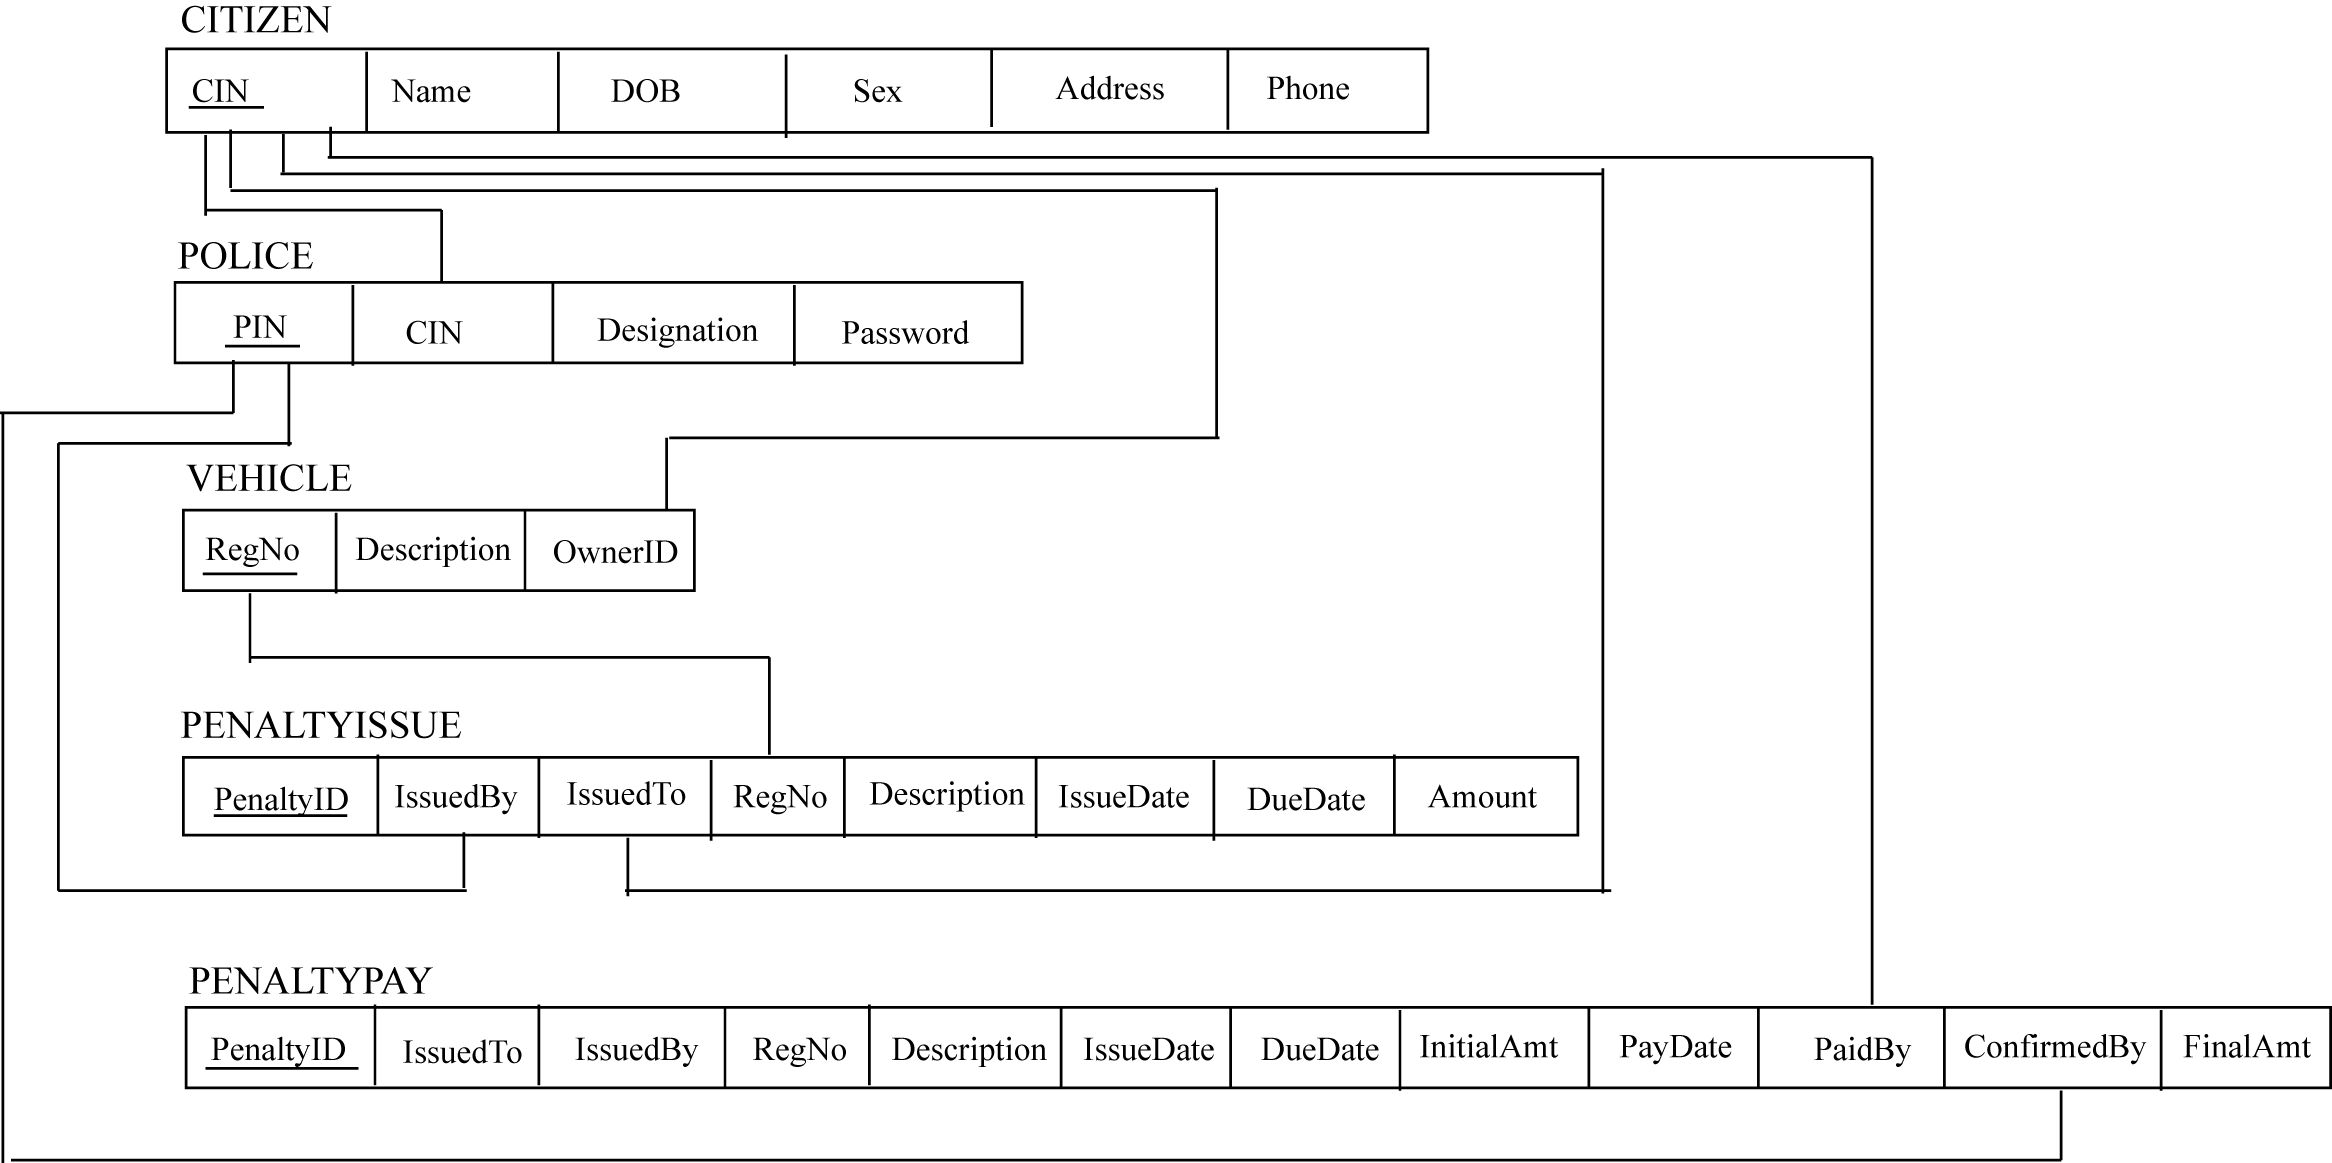 CITIZEN
CIN Name DOB Sex Address Phone
POLICE
PIN CIN Designation Password
VEHICLE
RegNo Description OwnerID
PENALTYISSUE
PenaltyID IssuedBy IssuedTo RegNo Description IssueDate DueDate Amount
PENALTYPAY
PenaltyID IssuedTo IssuedBy RegNo Description IssueDate DueDate InitialAmt PayDate PaidBy ConfirmedBy FinalAmt